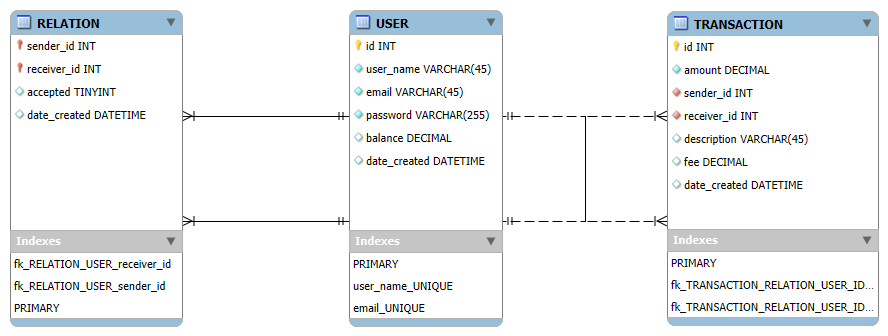 RELATION
sender_id INT
receiver_id INT
accepted TINYINT
date_created DATETIME
Indexes
fk_RELATION_USER_receiver_id
fk_RELATION_USER_sender_id
PRIMARY
USER
id INT
user_name VARCHAR(45)
email VARCHAR(45)
password VARCHAR(255)
balance DECIMAL
date_created DATETIME
Indexes
PRIMARY
user_name_UNIQUE
email_UNIQUE
TRANSACTION
id INT
amount DECIMAL
sender_id INT
receiver_id INT
description VARCHAR(45)
fee DECIMAL
date_created DATETIME
Indexes
PRIMARY
fk_TRANSACTION_RELATION_USER_ID...
fk_TRANSACTION_RELATION_USER_ID...